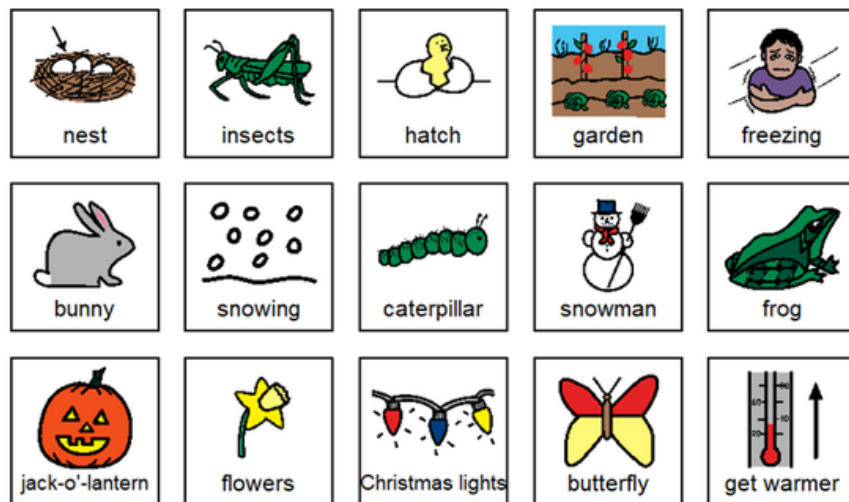 nest
insects
hatch
garden
freezing
bunny
snowing
caterpillar
snowman
frog
jack-o'-lantern
flowers
Christmas lights
butterfly
get warmer